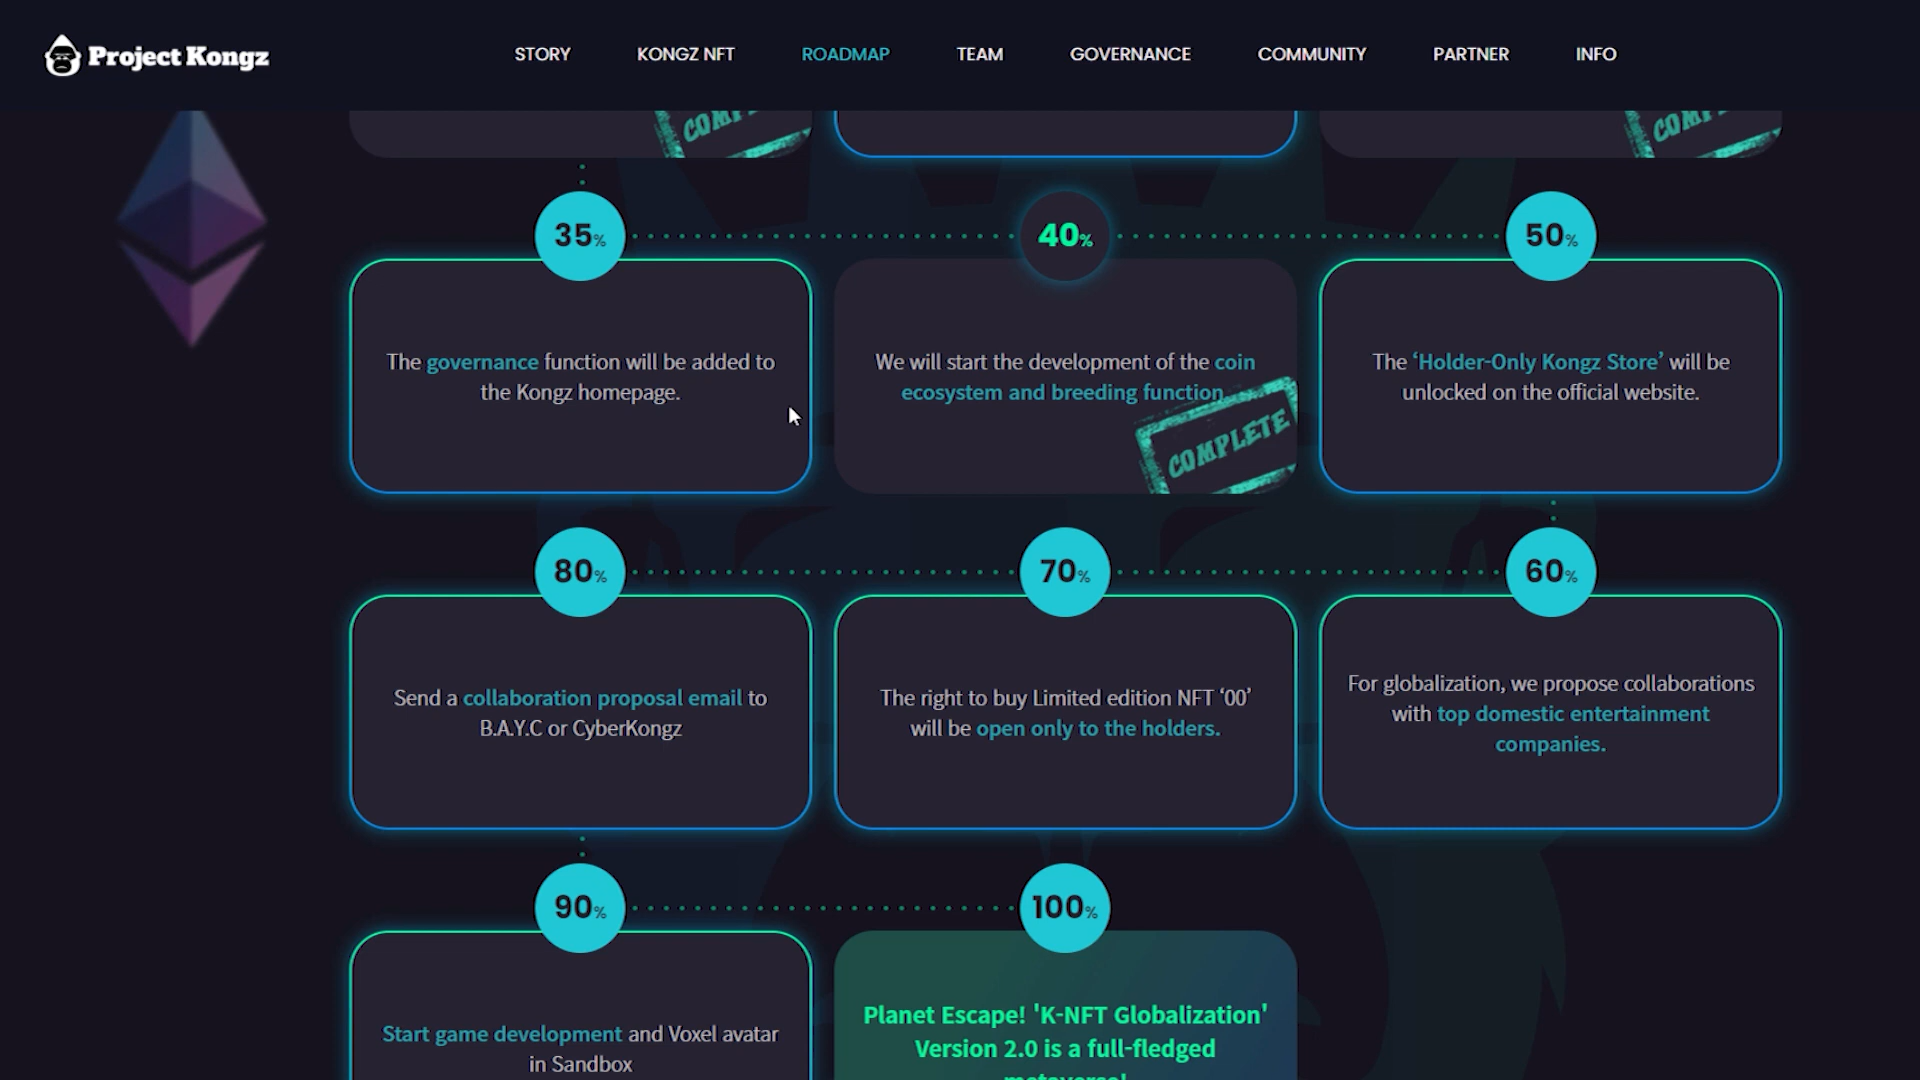 Project Kongz
STORY
KONGZ NFT
ROADMAP
TEAM
GOVERNANCE
COMMUNITY
PARTNER
INFO
35%
The governance function will be added to
the Kongz homepage.
40%
We will start the development of the coin
ecosystem and breeding function.
COMPLETE
50%
The ‘Holder-Only Kongz Store’ will be
unlocked on the official website.
80%
Send a collaboration proposal email to
B.A.Y.C or CyberKongz
70%
The right to buy Limited edition NFT ‘00’
will be open only to the holders.
60%
For globalization, we propose collaborations
with top domestic entertainment
companies.
90%
Start game development and Voxel avatar
in Sandbox
100%
Planet Escape! 'K-NFT Globalization'
Version 2.0 is a full-fledged
metaverse!